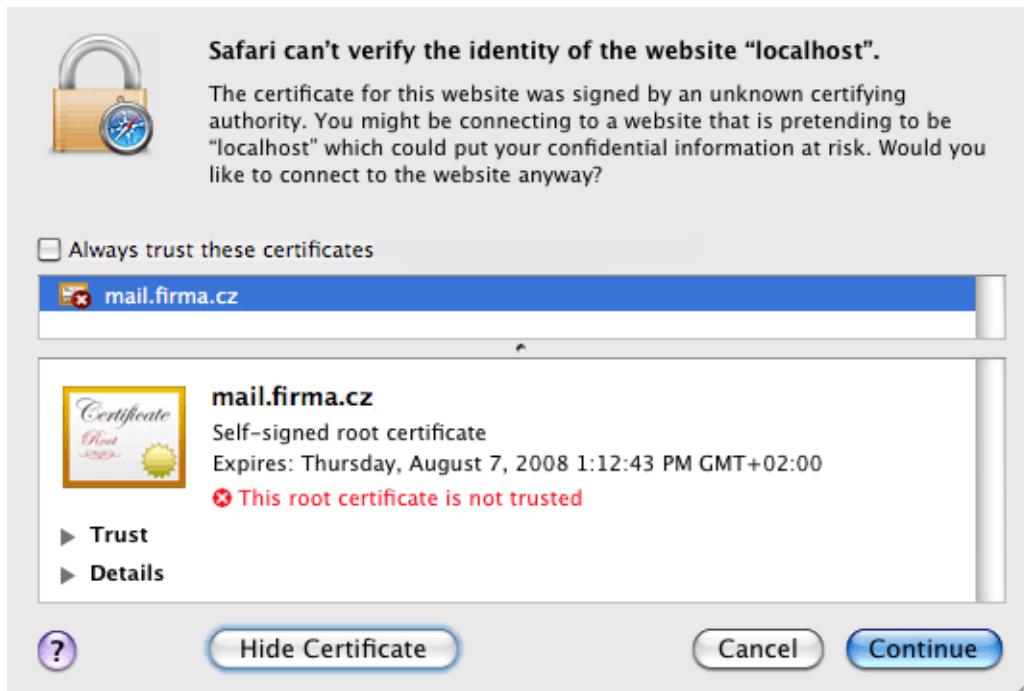 Safari can't verify the identity of the website “localhost”.
The certificate for this website was signed by an unknown certifying
authority. You might be connecting to a website that is pretending to be
“localhost” which could put your confidential information at risk. Would you
like to connect to the website anyway?
Always trust these certificates
mail.firma.cz
Certificate
Root
mail.firma.cz
Self-signed root certificate
Expires: Thursday, August 7, 2008 1:12:43 PM GMT+02:00
This root certificate is not trusted
Trust
Details
? Hide Certificate Cancel Continue